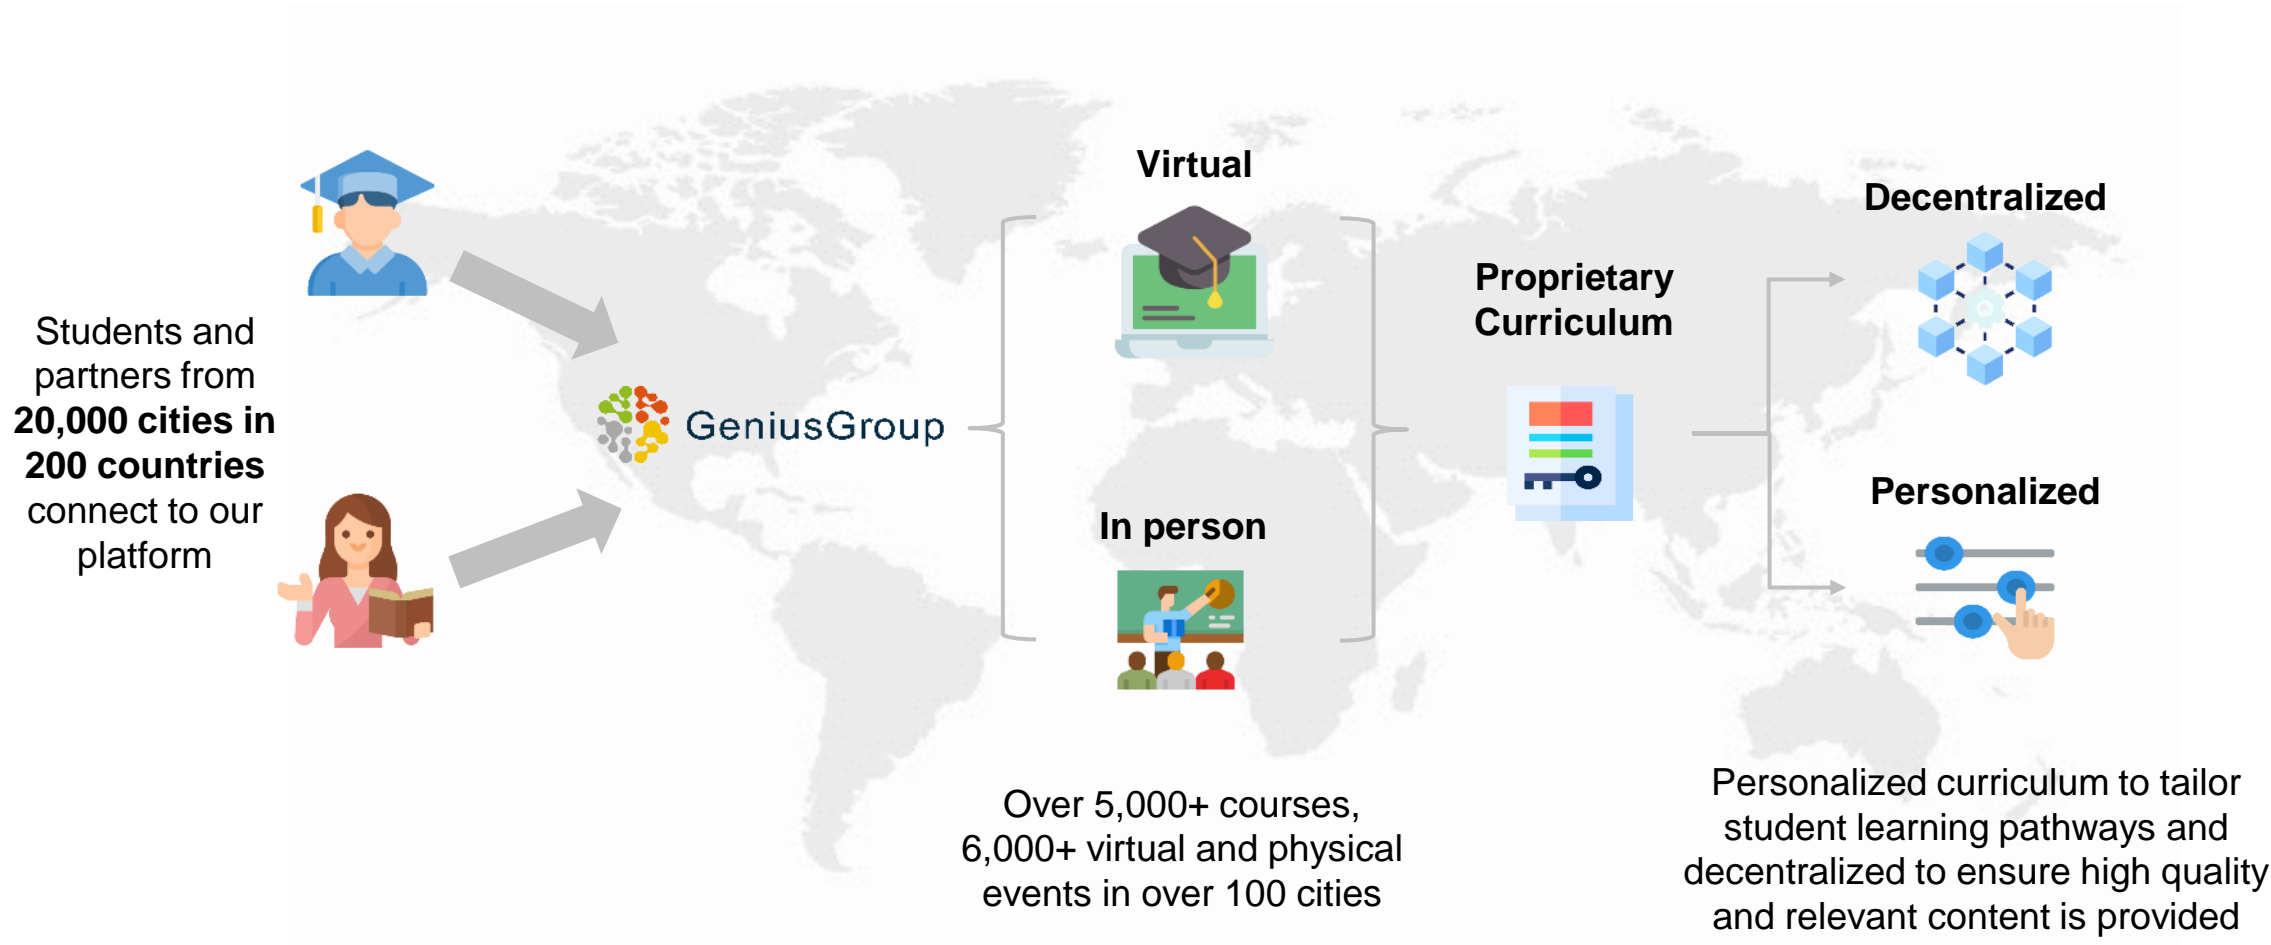 Students and
partners from
20,000 cities in
200 countries
connect to our
platform
GeniusGroup
Virtual
In person
Over 5,000+ courses,
6,000+ virtual and physical
events in over 100 cities
Proprietary
Curriculum
Decentralized
Personalized
Personalized curriculum to tailor
student learning pathways and
decentralized to ensure high quality
and relevant content is provided